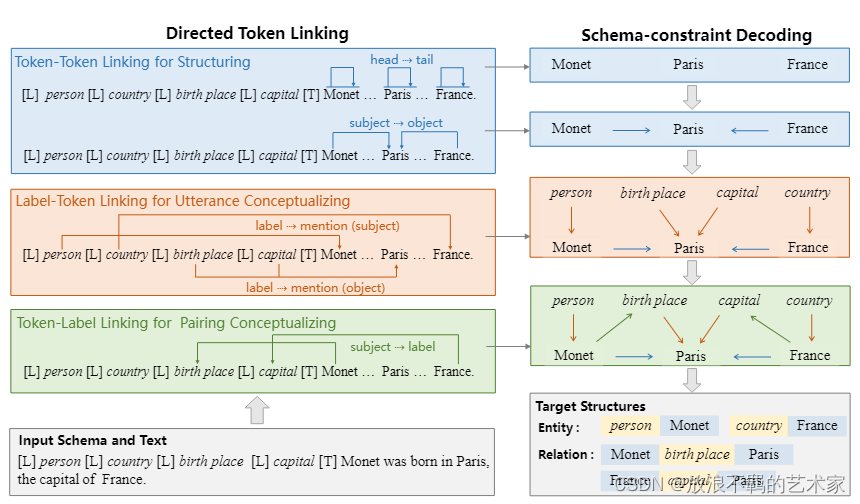 Directed Token Linking
Schema-constraint Decoding
Token-Token Linking for Structuring
head ⇢ tail
[L] person [L] country [L] birth place [L] capital [T] Monet … Paris … France.
subject ⇢ object
[L] person [L] country [L] birth place [L] capital [T] Monet … Paris … France.
Monet Paris France
Monet Paris France
Label-Token Linking for Utterance Conceptualizing
label ⇢ mention (subject)
[L] person [L] country [L] birth place [L] capital [T] Monet … Paris … France.
label ⇢ mention (object)
person birth place capital country
Monet Paris France
Token-Label Linking for Pairing Conceptualizing
subject ⇢ label
[L] person [L] country [L] birth place [L] capital [T] Monet … Paris … France.
person birth place capital country
Monet Paris France
Input Schema and Text
[L] person [L] country [L] birth place [L] capital [T] Monet was born in Paris,
the capital of France.
Target Structures
Entity : person Monet country France
Relation : Monet birth place Paris
France capital Paris
CSDN @放浪不羁的艺术家